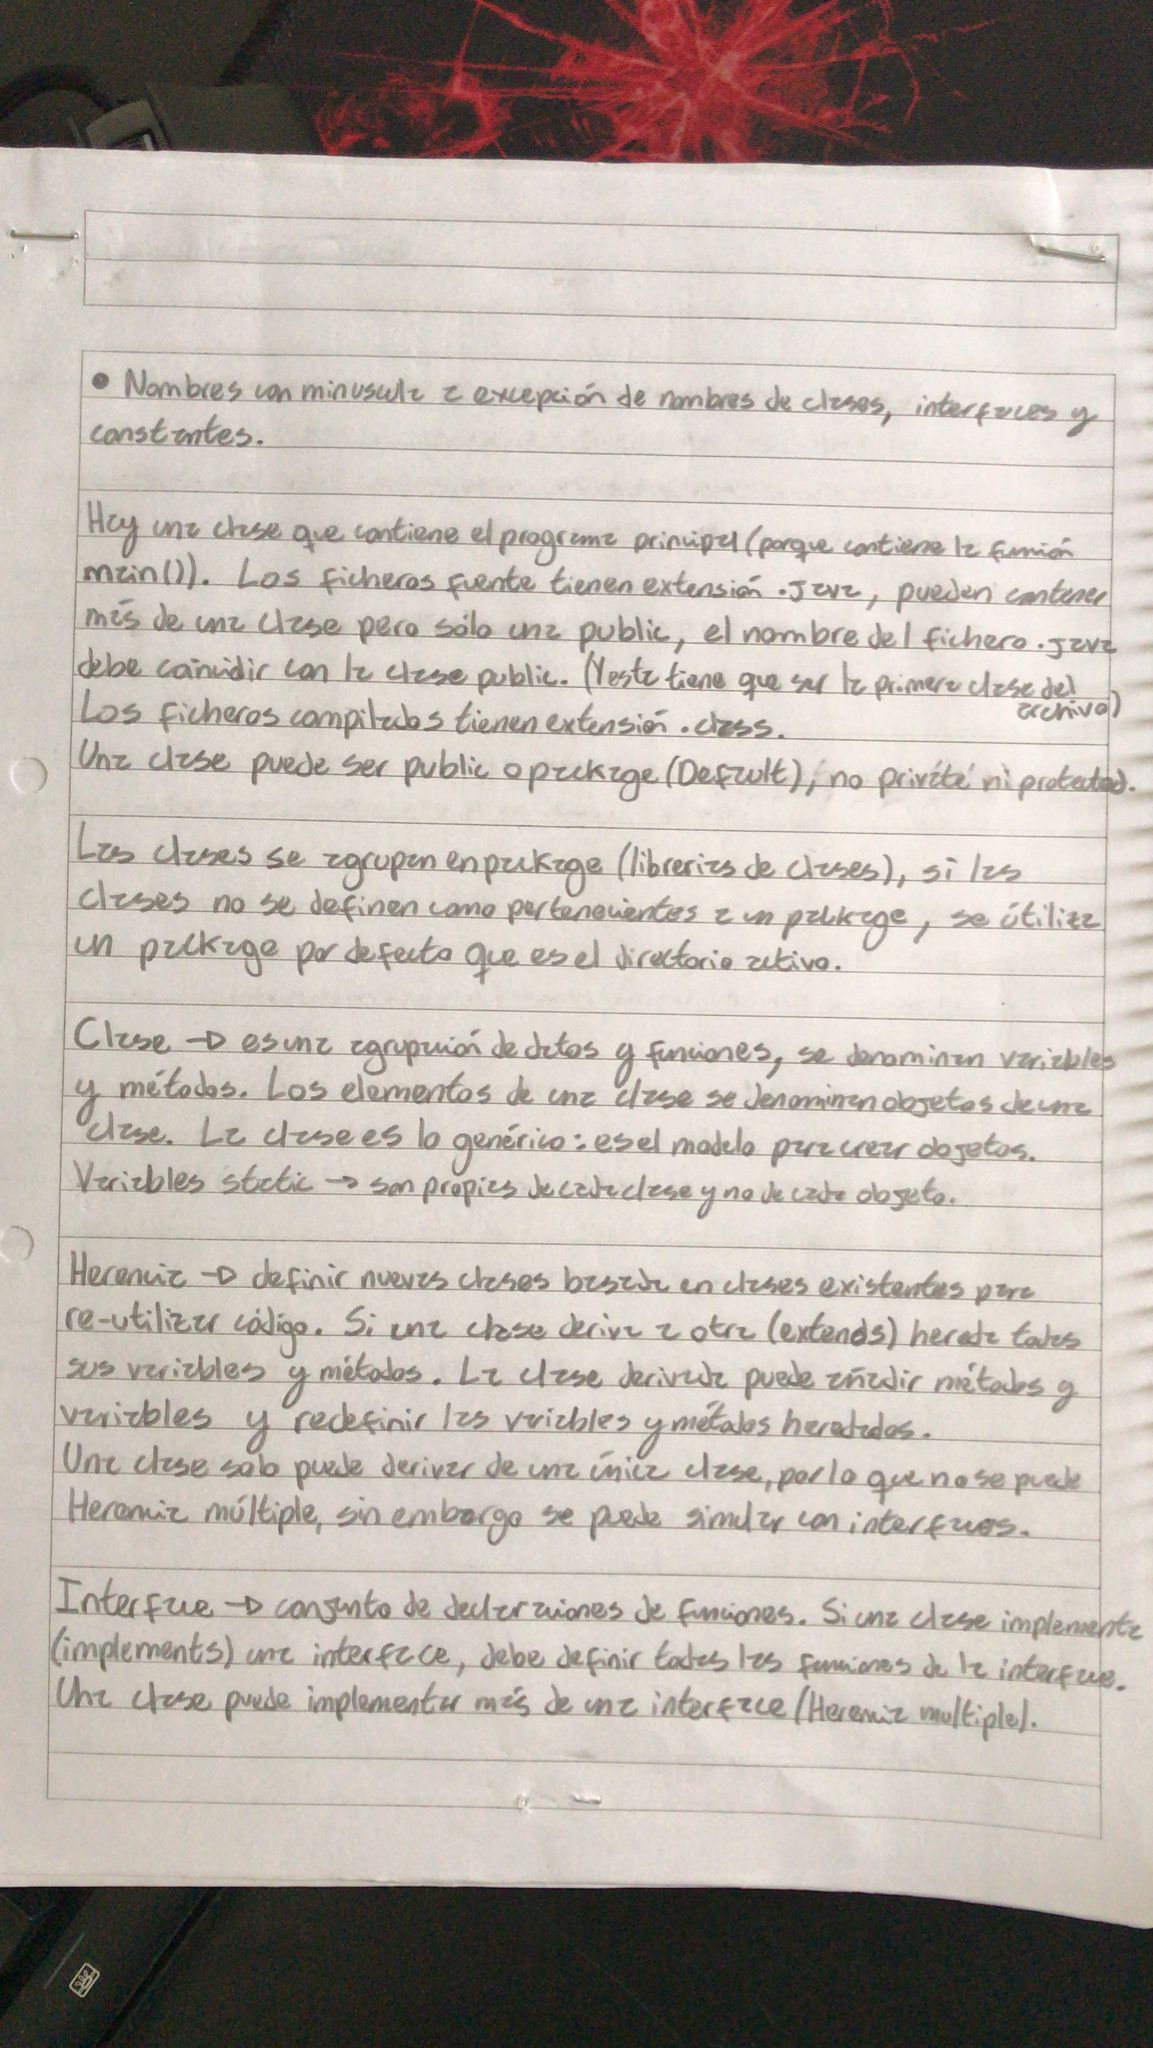 • Nombres con minuscula a excepción de nombres de clases, interfaces y
constantes.
Hay una clase que contiene el programa principal (porque contiene la función
main()). Los ficheros fuente tienen extensión .java, pueden contener
más de una clase pero sólo una public, el nombre del fichero .java
debe coincidir con la clase public. (Y esta tiene que ser la primera clase del
archivo)
Los ficheros compilados tienen extensión .class.
Una clase puede ser public o package (Default), no private ni protected.
Las clases se agrupan en package (librerias de clases), si las
clases no se definen como pertenecientes a un package, se útiliza
un package por defecto que es el directorio activo.
Clase → es una agrupación de datos y funciones, se denominan variables
y métodos. Los elementos de una clase se denominan objetos de una
clase. La clase es lo genérico: es el modelo para crear objetos.
Variables static → son propias de cada clase y no de cada objeto.
Herencia → definir nuevas clases basada en clases existentes para
re-utilizar código. Si una clase deriva a otra (extends) hereda todas
sus variables y métodos. La clase derivada puede añadir métodos y
variables y redefinir las variables y métodos heredados.
Una clase solo puede derivar de una única clase, por lo que no se puede
Herencia múltiple, sin embargo se puede simular con interfaces.
Interface → conjunto de declaraciones de funciones. Si una clase implementa
(implements) una interface, debe definir todas las funciones de la interface.
Una clase puede implementar más de una interface (Herencia multiple).